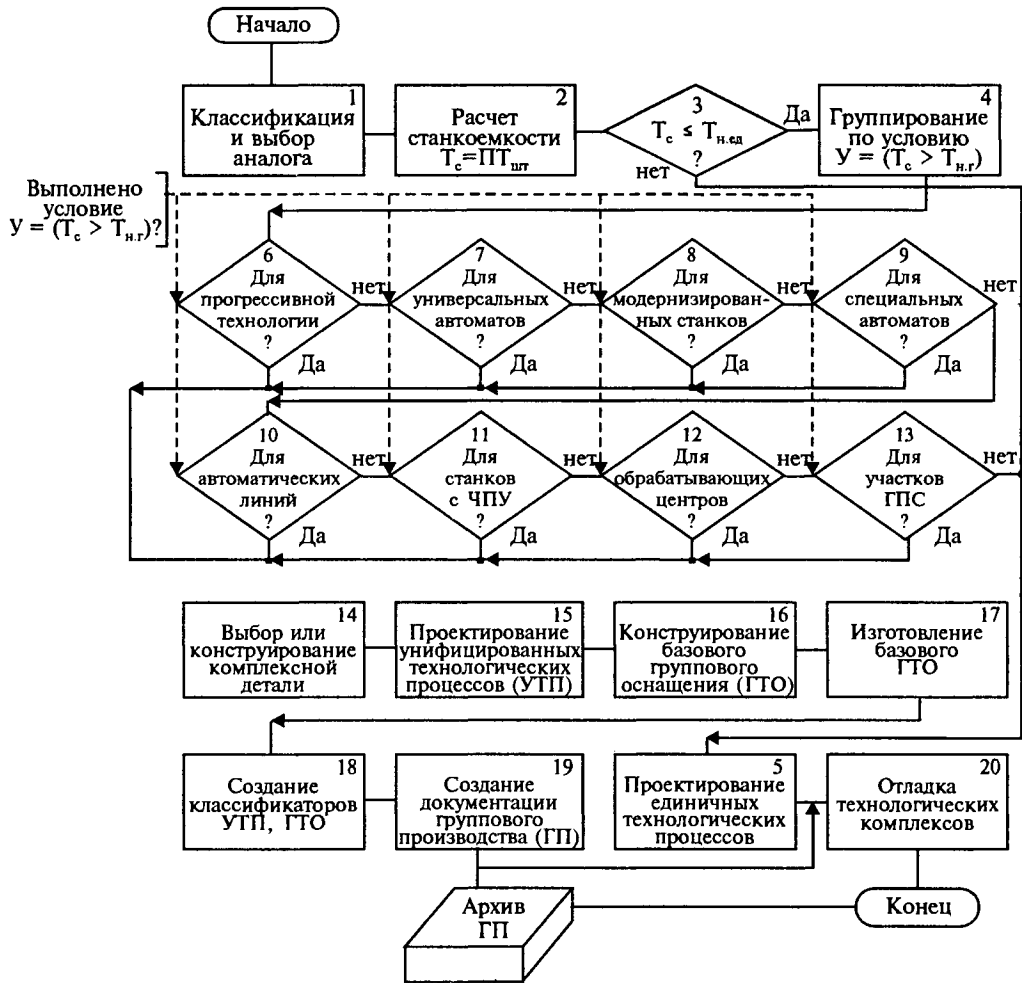 Начало
1
Классификация
и выбор
аналога
2
Расчет
станкоемкости
Tс=ПTшт
3
Tс ≤ Tн.ед
?
Да
нет
4
Группирование
по условию
У = (Tс > Tн.г)
Выполнено
условие
У = (Tс > Tн.г)?
6
Для
прогрессивной
технологии
?
нет
Да
7
Для
универсальных
автоматов
?
нет
Да
8
Для
модернизирован-
ных станков
?
нет
Да
9
Для
специальных
автоматов
?
нет
Да
10
Для
автоматических
линий
?
нет
Да
11
Для
станков
с ЧПУ
?
нет
Да
12
Для
обрабатывающих
центров
?
нет
Да
13
Для
участков
ГПС
?
нет
Да
14
Выбор или
конструирование
комплексной
детали
15
Проектирование
унифицированных
технологических
процессов (УТП)
16
Конструирование
базового
группового
оснащения (ГТО)
17
Изготовление
базового
ГТО
18
Создание
классификаторов
УТП, ГТО
19
Создание
документации
группового
производства (ГП)
5
Проектирование
единичных
технологических
процессов
20
Отладка
технологических
комплексов
Архив
ГП
Конец